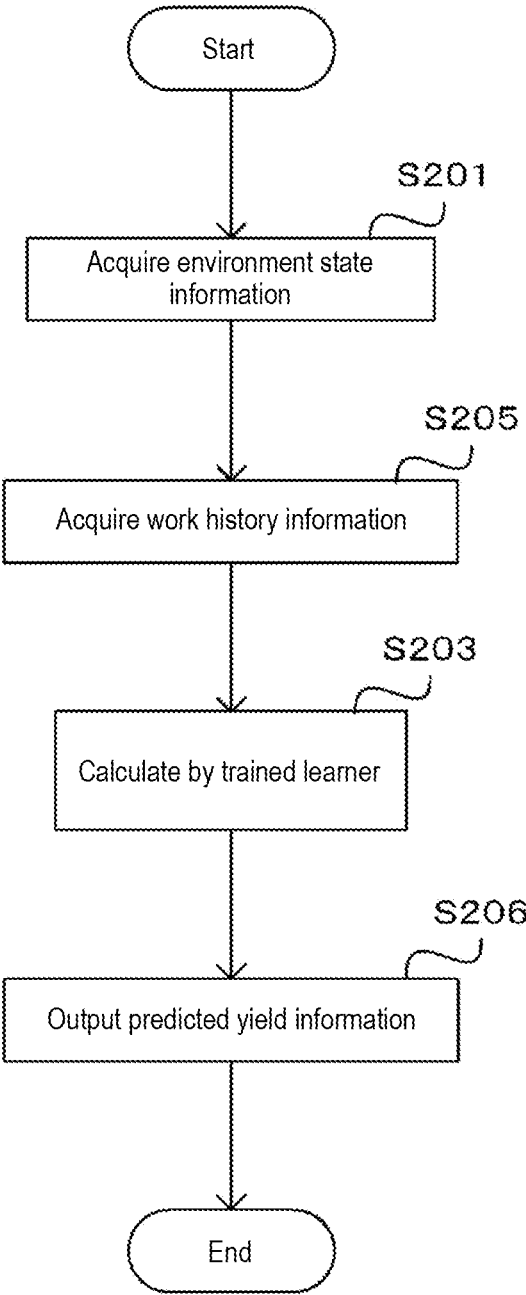 Start
S201
Acquire environment state
information
S205
Acquire work history information
S203
Calculate by trained learner
S206
Output predicted yield information
End